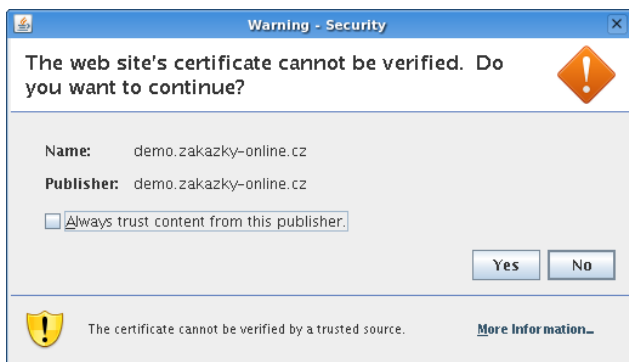 Warning - Security
The web site's certificate cannot be verified. Do
you want to continue?
Name: demo.zakazky-online.cz
Publisher: demo.zakazky-online.cz
Always trust content from this publisher.
Yes No
The certificate cannot be verified by a trusted source. More Information...